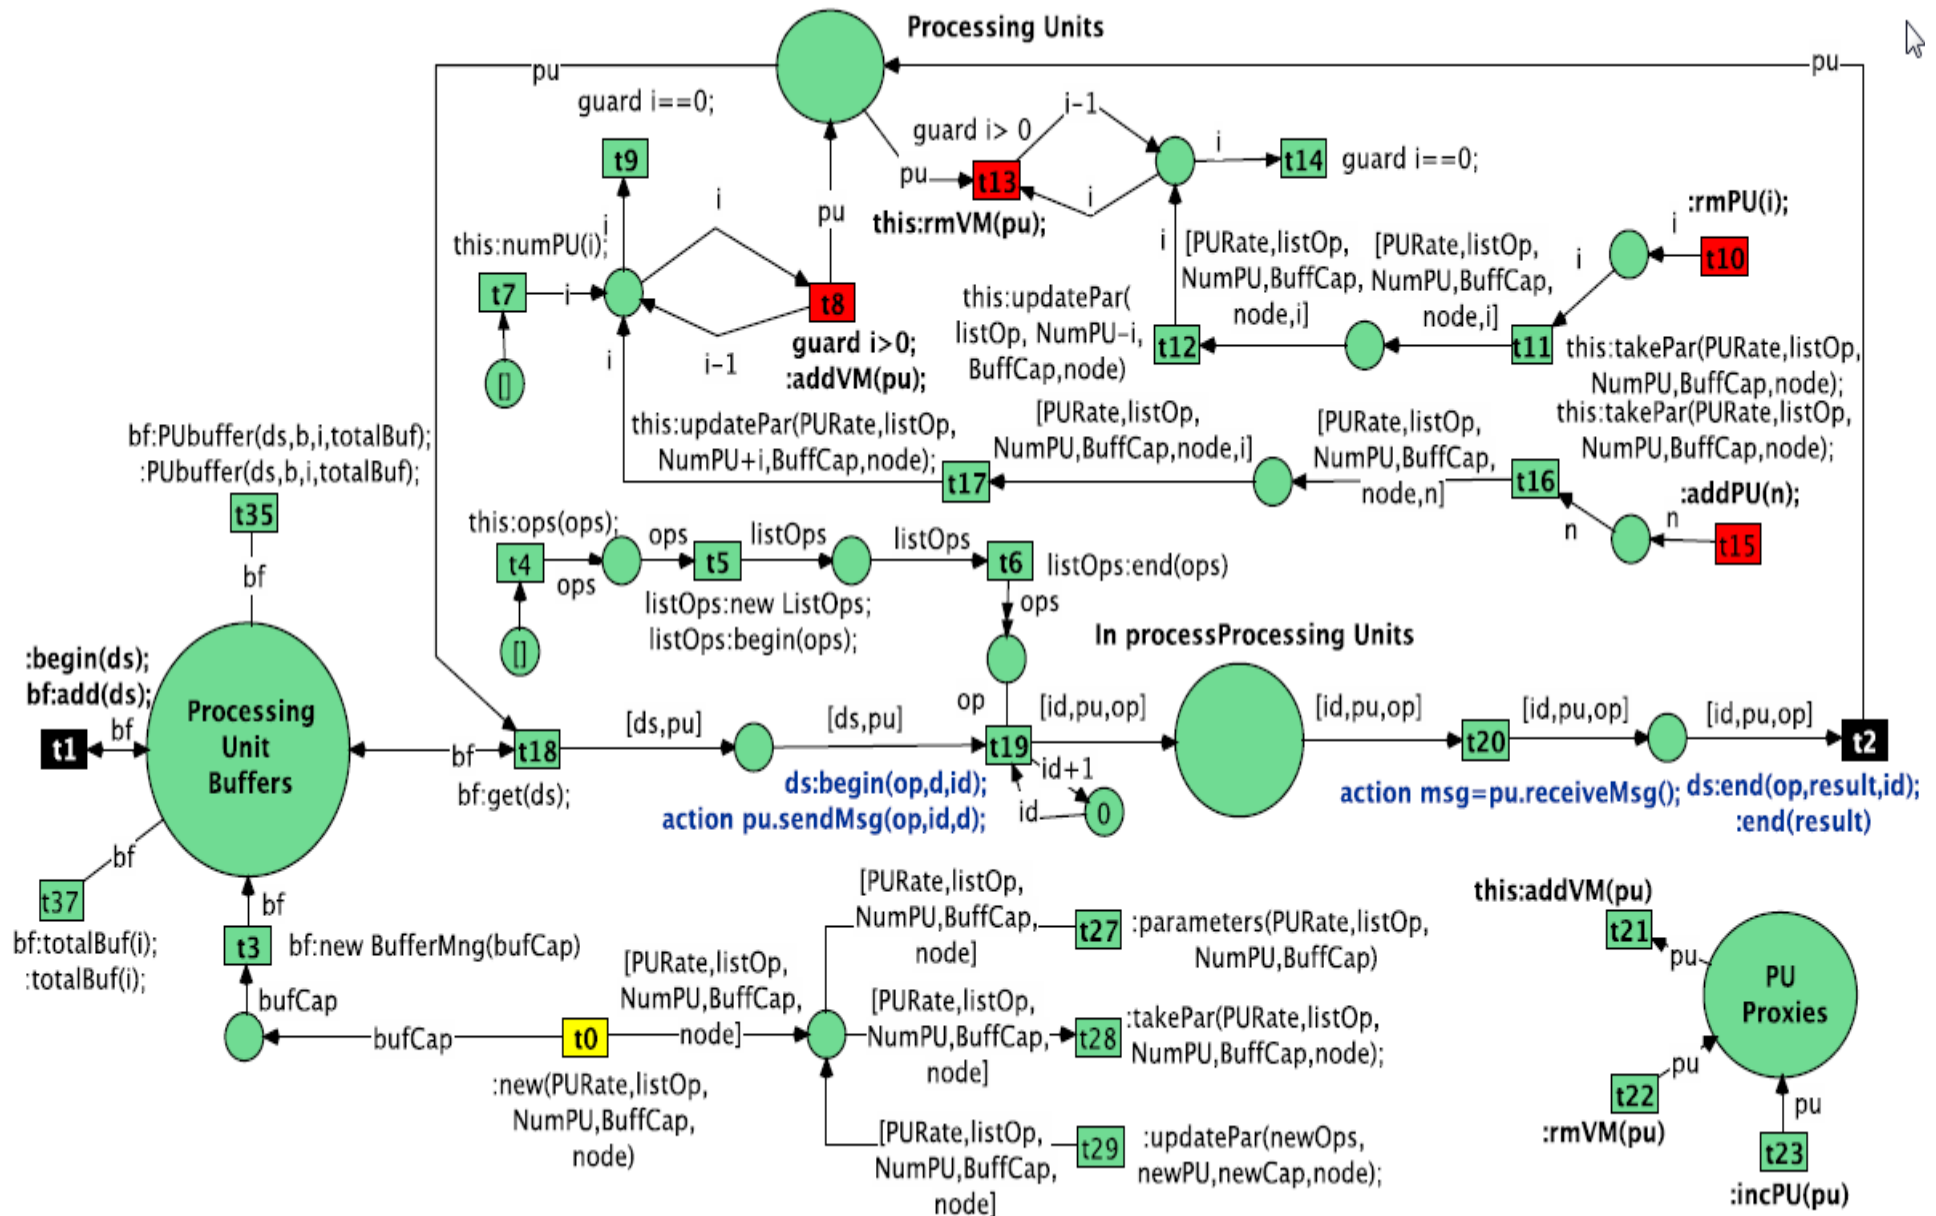 Processing Units
pu
pu
guard i==0;
t9
i
this:numPU(i);
t7
i
[]
i
i
i-1
pu
t8
guard i>0;
:addVM(pu);
guard i> 0
i-1
pu
t13
i
this:rmVM(pu);
i
t14
guard i==0;
:rmPU(i);
i
t10
i
[PURate,listOp,
NumPU,BuffCap,
node,i]
[PURate,listOp,
NumPU,BuffCap,
node,i]
i
this:updatePar(
listOp, NumPU-i,
BuffCap,node)
t12
t11
this:takePar(PURate,listOp,
NumPU,BuffCap,node);
this:takePar(PURate,listOp,
NumPU,BuffCap,node);
this:updatePar(PURate,listOp,
NumPU+i,BuffCap,node);
t17
[PURate,listOp,
NumPU,BuffCap,node,i]
[PURate,listOp,
NumPU,BuffCap,
node,n]
t16
:addPU(n);
n
n
t15
bf:PUbuffer(ds,b,i,totalBuf);
:PUbuffer(ds,b,i,totalBuf);
t35
bf
this:ops(ops);
t4
ops
ops
t5
listOps
listOps
t6
listOps:end(ops)
listOps:new ListOps;
listOps:begin(ops);
[]
ops
In processProcessing Units
:begin(ds);
bf:add(ds);
bf
t1
Processing
Unit
Buffers
bf
t18
bf:get(ds);
[ds,pu]
[ds,pu]
op
t19
[id,pu,op]
[id,pu,op]
t20
[id,pu,op]
[id,pu,op]
t2
id+1
id
0
ds:begin(op,d,id);
action pu.sendMsg(op,id,d);
action msg=pu.receiveMsg();
ds:end(op,result,id);
:end(result)
bf
t37
bf:totalBuf(i);
:totalBuf(i);
bf
t3
bf:new BufferMng(bufCap)
bufCap
bufCap
t0
:new(PURate,listOp,
NumPU,BuffCap,
node)
[PURate,listOp,
NumPU,BuffCap,
node]
[PURate,listOp,
NumPU,BuffCap,
node]
t27
:parameters(PURate,listOp,
NumPU,BuffCap)
[PURate,listOp,
NumPU,BuffCap,
node]
t28
:takePar(PURate,listOp,
NumPU,BuffCap,node);
[PURate,listOp,
NumPU,BuffCap,
node]
t29
:updatePar(newOps,
newPU,newCap,node);
this:addVM(pu)
t21
pu
PU
Proxies
t22
pu
:rmVM(pu)
pu
t23
:incPU(pu)